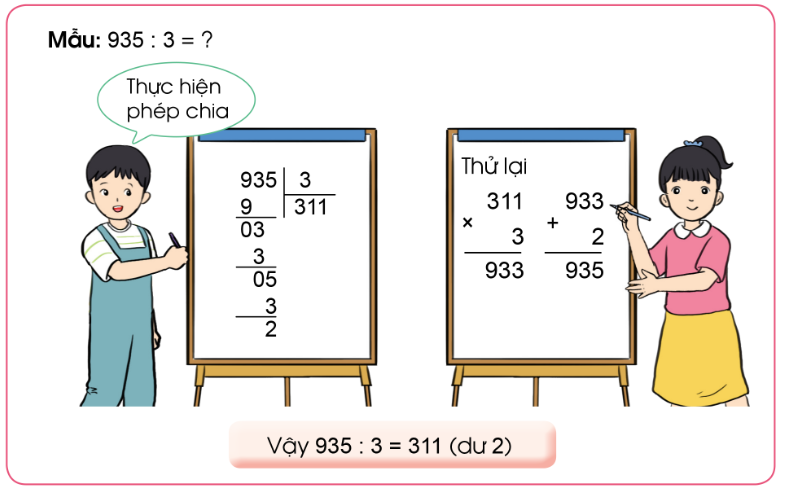 Mẫu: 935 : 3 = ?
Thực hiện
phép chia
935 3
9 311
03
3
05
3
2
Thử lại
311 933
× +
3 2
933 935
Vậy 935 : 3 = 311 (dư 2)